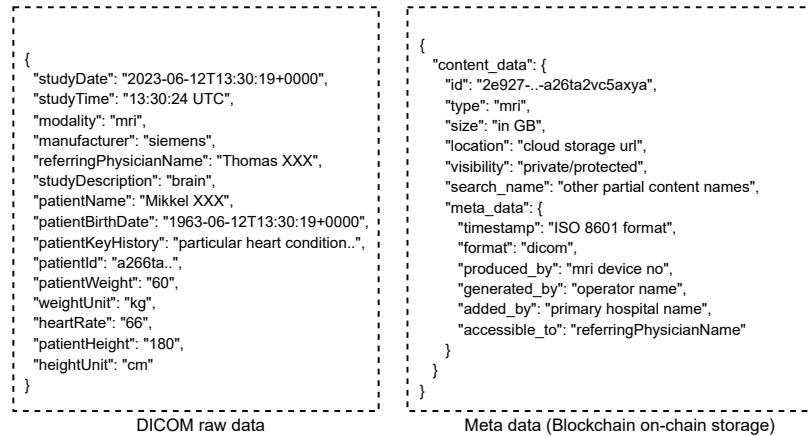 {
"studyDate": "2023-06-12T13:30:19+0000",
"studyTime": "13:30:24 UTC",
"modality": "mri",
"manufacturer": "siemens",
"referringPhysicianName": "Thomas XXX",
"studyDescription": "brain",
"patientName": "Mikkel XXX",
"patientBirthDate": "1963-06-12T13:30:19+0000",
"patientKeyHistory": "particular heart condition..",
"patientId": "a266ta..",
"patientWeight": "60",
"weightUnit": "kg",
"heartRate": "66",
"patientHeight": "180",
"heightUnit": "cm"
}
DICOM raw data
{
"content_data": {
"id": "2e927-..-a26ta2vc5axya",
"type": "mri",
"size": "in GB",
"location": "cloud storage url",
"visibility": "private/protected",
"search_name": "other partial content names",
"meta_data": {
"timestamp": "ISO 8601 format",
"format": "dicom",
"produced_by": "mri device no",
"generated_by": "operator name",
"added_by": "primary hospital name",
"accessible_to": "referringPhysicianName"
}
}
}
Meta data (Blockchain on-chain storage)